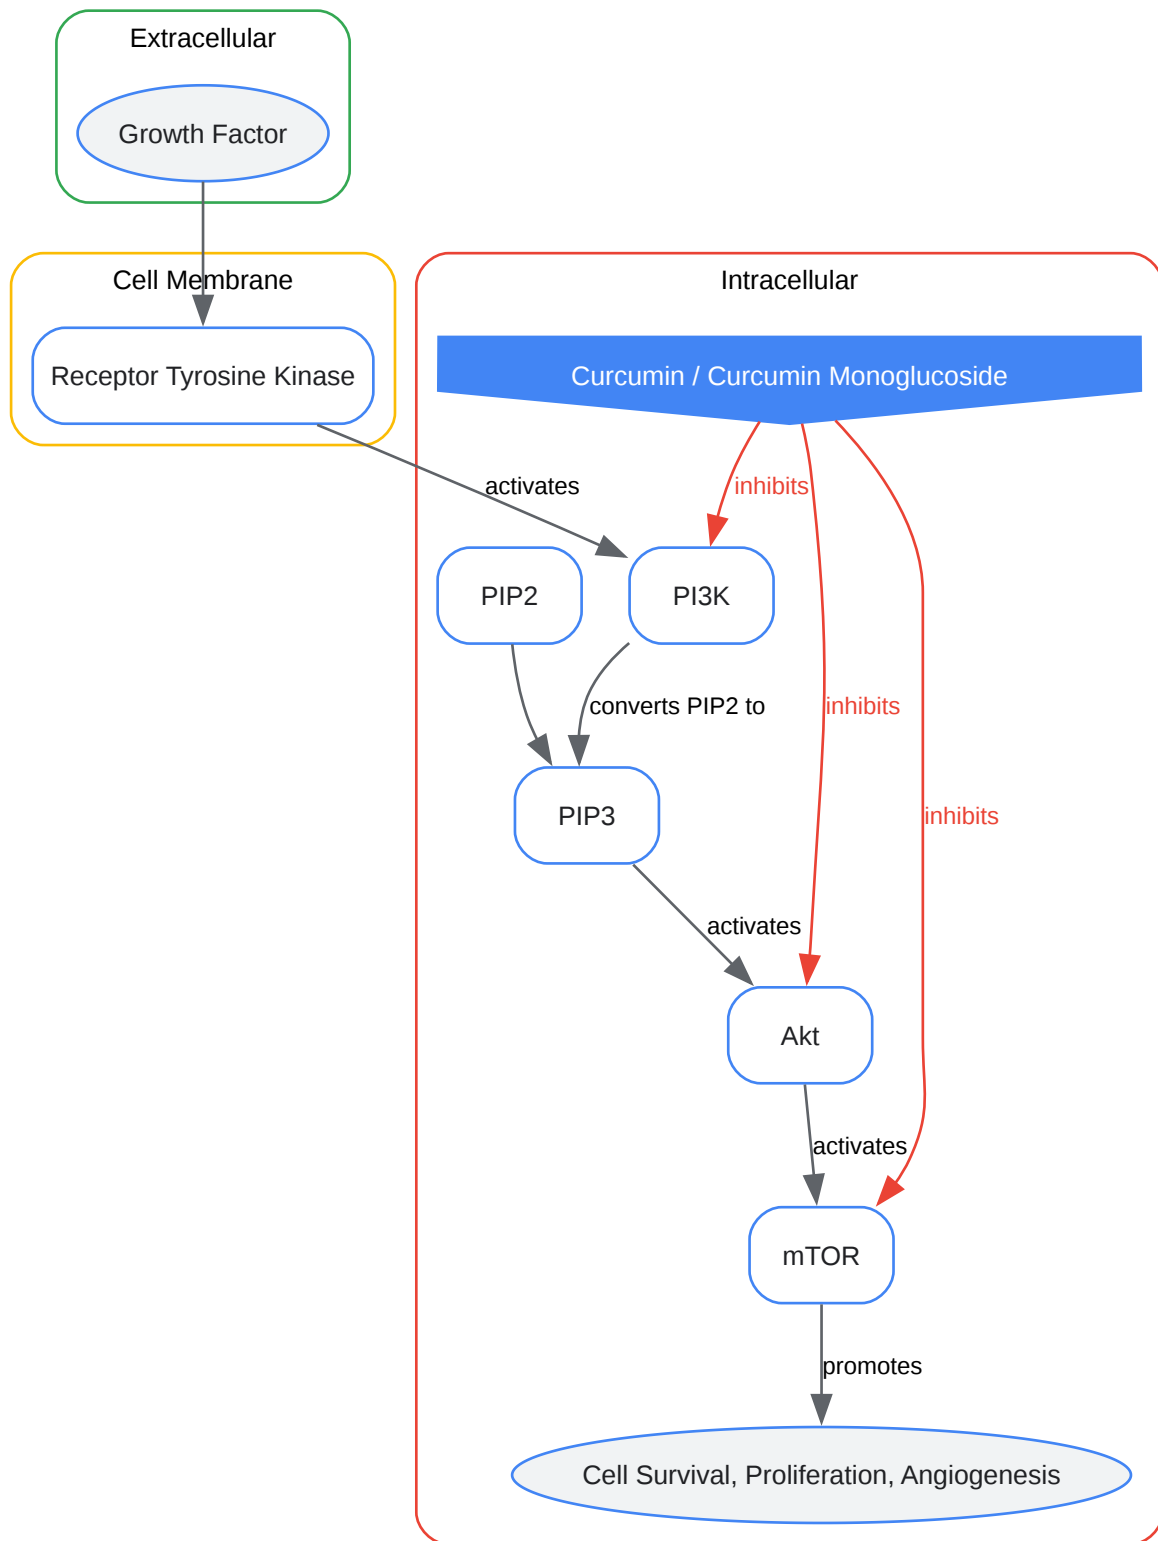 Extracellular
Growth Factor
Cell Membrane
Receptor Tyrosine Kinase
Intracellular
Curcumin / Curcumin Monoglucoside
activates
inhibits
PIP2
PI3K
converts PIP2 to
inhibits
PIP3
inhibits
activates
Akt
activates
mTOR
promotes
Cell Survival, Proliferation, Angiogenesis